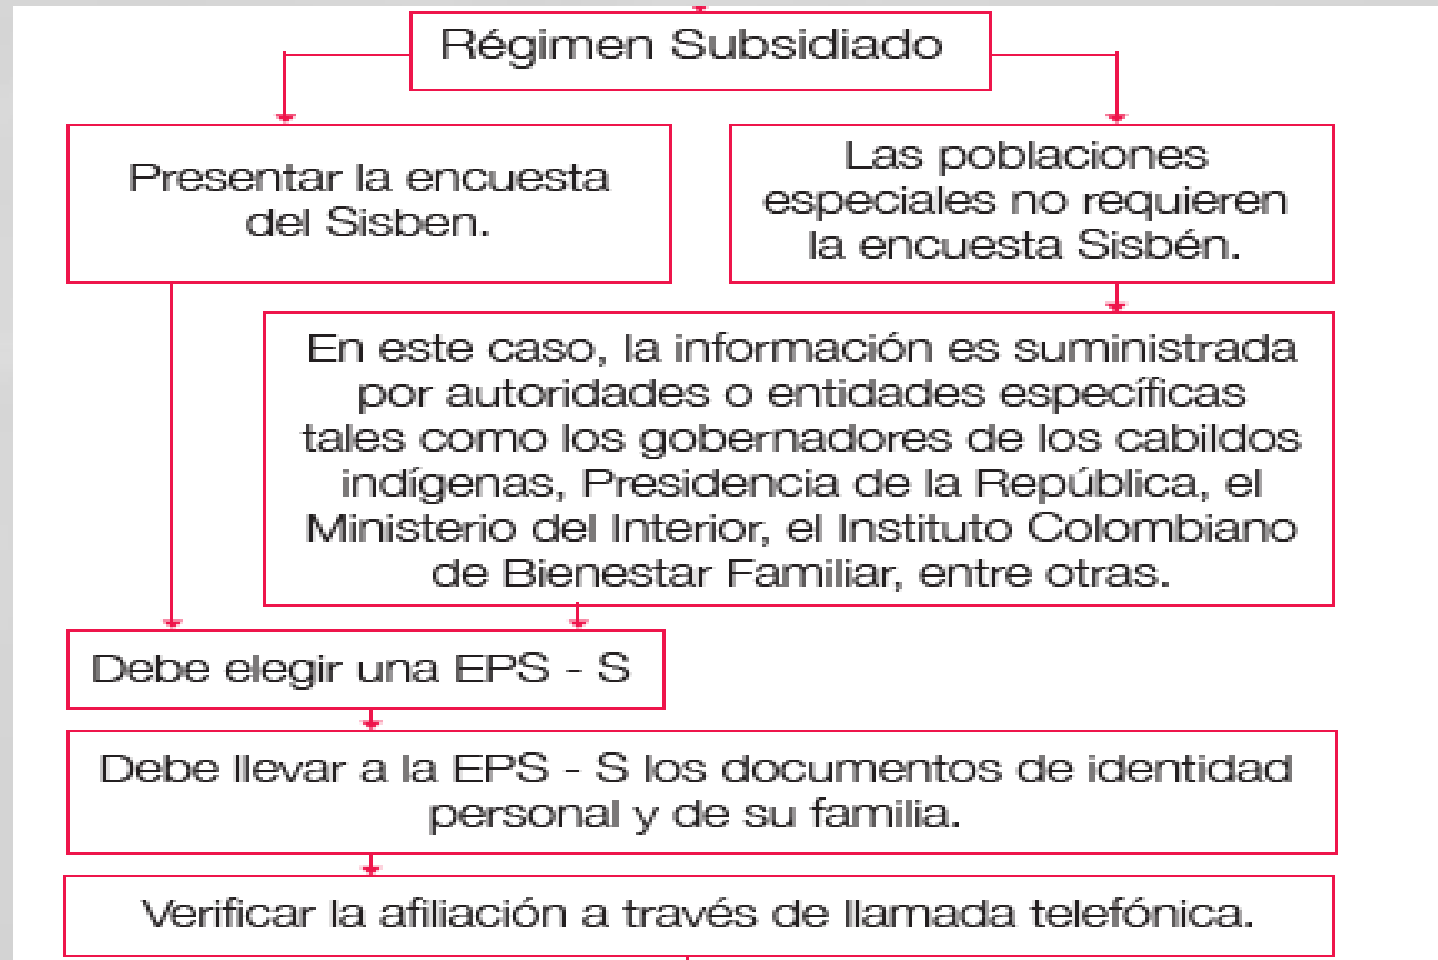 Régimen Subsidiado
Presentar la encuesta
del Sisben.
Las poblaciones
especiales no requieren
la encuesta Sisbén.
En este caso, la información es suministrada
por autoridades o entidades específicas
tales como los gobernadores de los cabildos
indígenas, Presidencia de la República, el
Ministerio del Interior, el Instituto Colombiano
de Bienestar Familiar, entre otras.
Debe elegir una EPS - S
Debe llevar a la EPS - S los documentos de identidad
personal y de su familia.
Verificar la afiliación a través de llamada telefónica.